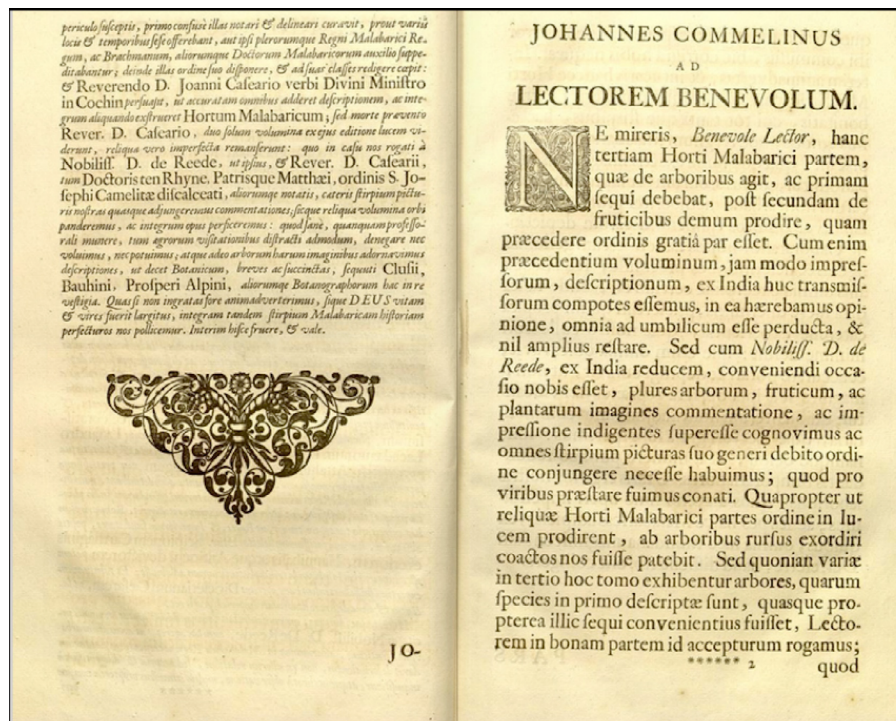 periculo susceptis, primo confuse illas notari & delineari curavit, prout variis
locis & temporibus sese offerebant, aut ipsi plerorumque Regni Malabarici Re-
gum, ac Brachmanum, aliorumque Doctorum Malabaricorum auxilio suppe-
ditabantur; deinde illas ordine suo disponere, & ad suas classes redigere cæpit:
& Reverendo D. Joanni Caseario verbi Divini Ministro
in Cochin persuasit, ut accuratam omnibus adderet descriptionem, ac inte-
grum aliquando exstrueret Hortum Malabaricum; sed morte prævento
Rever. D. Caseario, duo solum volumina ex ejus editione lucem vi-
derunt, reliqua vero imperfecta remanserunt: quo in casu nos rogati à
Nobiliſſ. D. de Reede, ut ipsius, & Rever. D. Casearii,
tum Doctoris ten Rhyne, Patrisque Matthæi, ordinis S. Jo-
sephi Camelitæ discalceati, aliorumque notatis, cæteris stirpium pictu-
ris nostras quasque adjungeremus commentationes; sicque reliqua volumina orbi
panderemus, ac integrum opus perficeremus: quod sanè, quanquam professo-
rali munere, tum agrorum visitationibus distracti admodum, denegare nec
voluimus, nec potuimus; atque adeo arborum harum imaginibus adornavimus
descriptiones, ut decet Botanicum, breves ac succinctas, sequuti Clusii,
Bauhini, Prosperi Alpini, aliorumque Botanographorum hac in re
vestigia. Quas si non ingratas fore animadverterimus, sique DEUS vitam
& vires fuerit largitus, integram tandem stirpium Malabaricam historiam
perfecturos nos pollicemur. Interim hisce fruere, & vale.
JO-
JOHANNES COMMELINUS
AD
LECTOREM BENEVOLUM.
NE mireris, Benevole Lector, hanc
tertiam Horti Malabarici partem,
quæ de arboribus agit, ac primam
ſequi debebat, poſt ſecundam de
fruticibus demum prodire, quam
præcedere ordinis gratiâ par eſſet. Cum enim
præcedentium voluminum, jam modo impreſ-
ſorum, deſcriptionum, ex India huc transmiſ-
ſorum compotes eſſemus, in ea hærebamus opi-
nione, omnia ad umbilicum eſſe perducta, &
nil amplius reſtare. Sed cum Nobiliſſ. D. de
Reede, ex India reducem, conveniendi occa-
ſio nobis eſſet, plures arborum, fruticum, ac
plantarum imagines commentatione, ac im-
preſſione indigentes ſupereſſe cognovimus ac
omnes ſtirpium picturas ſuo generi debito ordi-
ne conjungere neceſſe habuimus; quod pro
viribus præſtare fuimus conati. Quapropter ut
reliquæ Horti Malabarici partes ordine in lu-
cem prodirent, ab arboribus rurſus exordiri
coactos nos fuiſſe patebit. Sed quonian variæ
in tertio hoc tomo exhibentur arbores, quarum
ſpecies in primo deſcriptæ ſunt, quasque pro-
pterea illic ſequi convenientius fuiſſet, Lecto-
rem in bonam partem id accepturum rogamus;
****** 2
quod